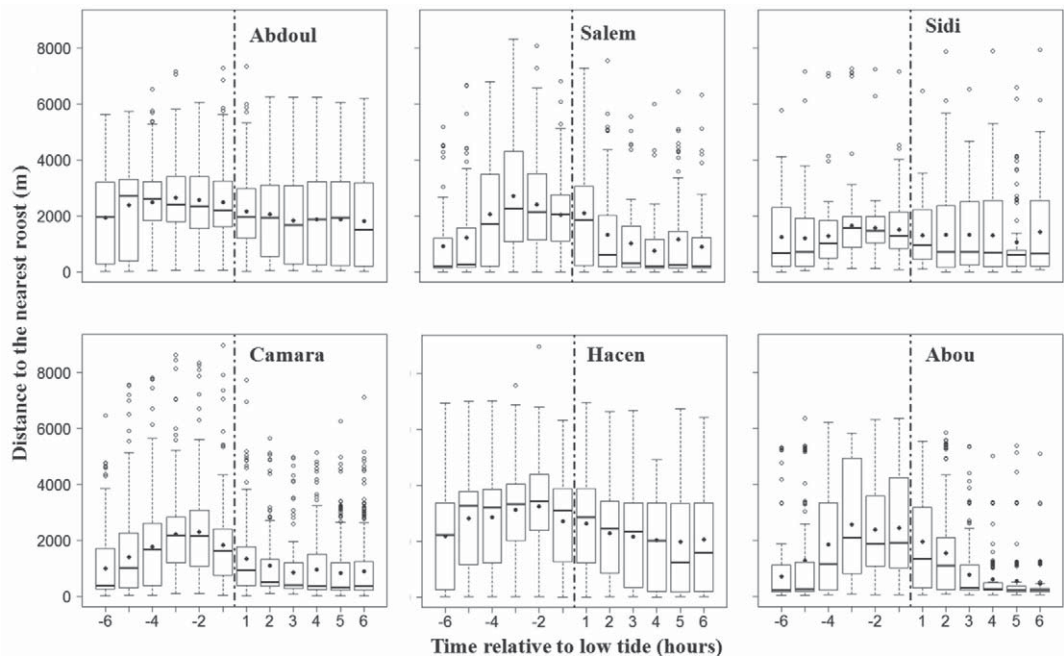 Abdoul
Salem
Sidi
8000
6000
4000
2000
0
Camara
Hacen
Abou
8000
6000
4000
2000
0
-6 -4 -2 1 2 3 4 5 6
-6 -4 -2 1 2 3 4 5 6
-6 -4 -2 1 2 3 4 5 6
Distance to the nearest roost (m)
Time relative to low tide (hours)